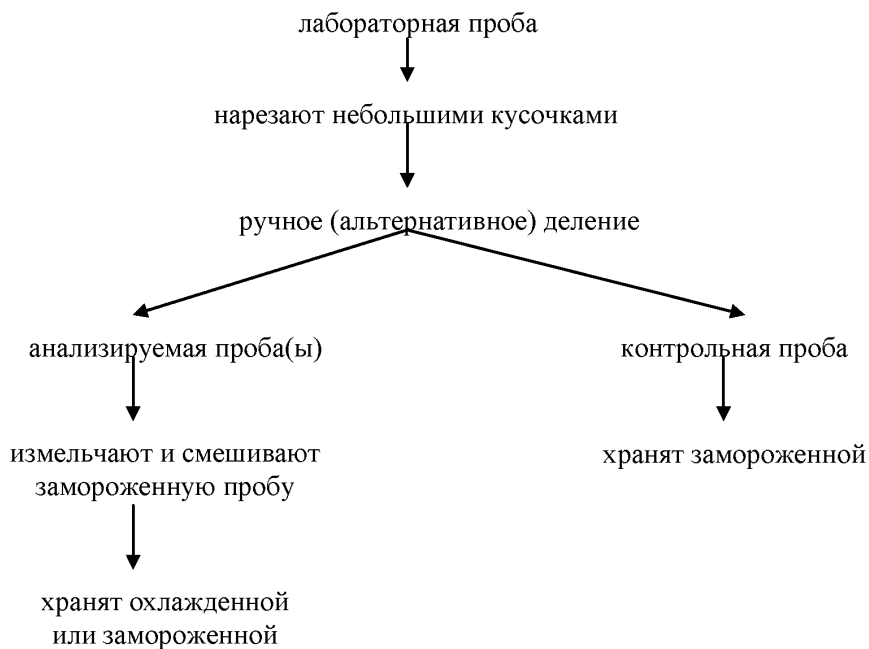 лабораторная проба
нарезают небольшими кусочками
ручное (альтернативное) деление
анализируемая проба(ы)
контрольная проба
измельчают и смешивают
замороженную пробу
хранят замороженной
хранят охлажденной
или замороженной